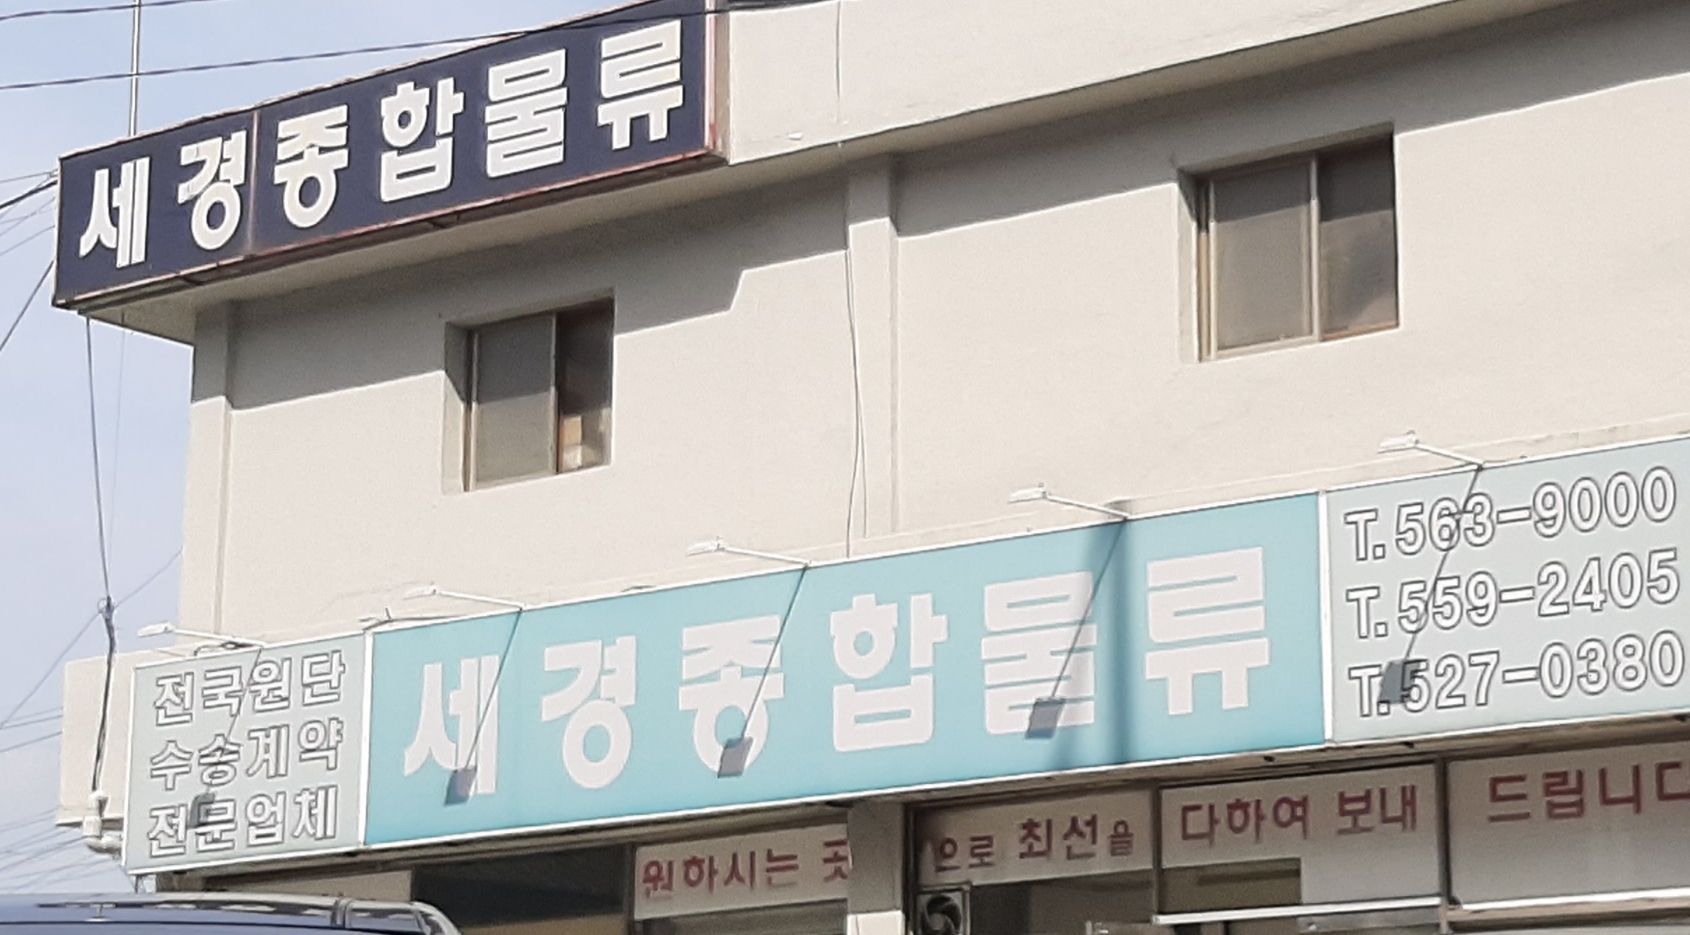 세경종합물류
전국원단
수송계약
전문업체
세경종합물류
T.563-9000
T.559-2405
T.527-0380
원하시는 곳으로 최선을 다하여 보내드립니다